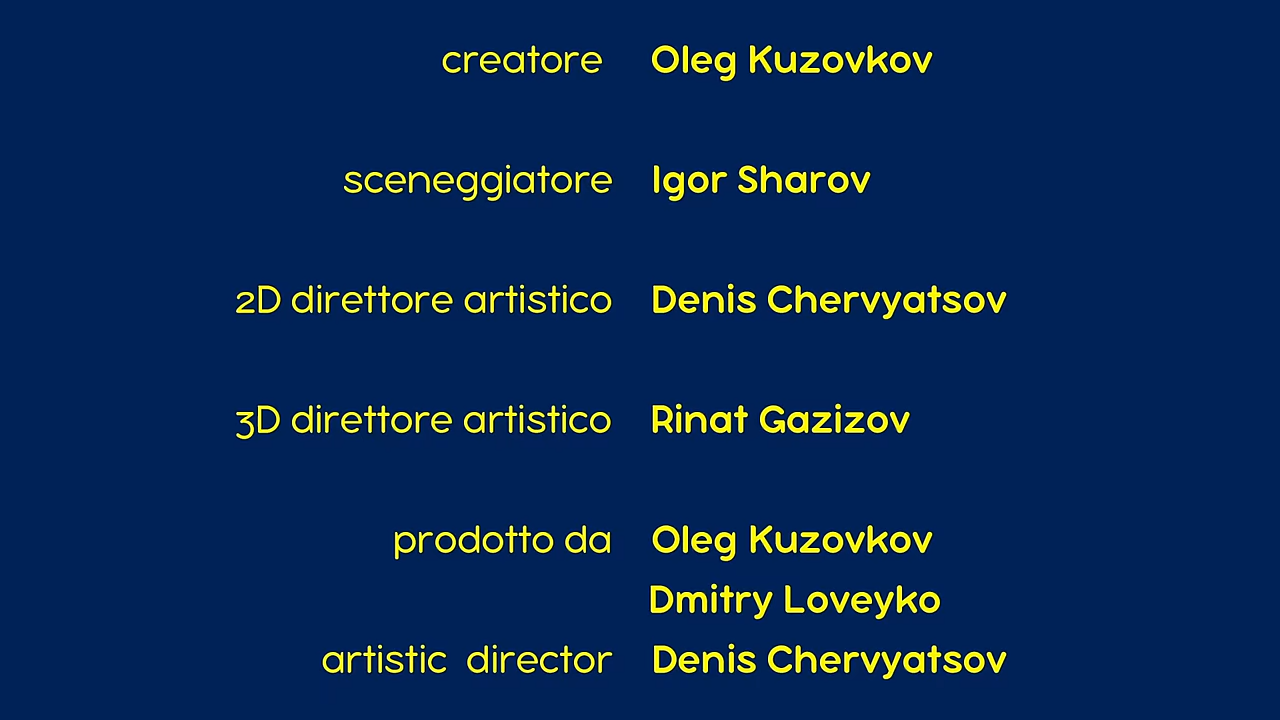 creatore Oleg Kuzovkov
sceneggiatore Igor Sharov
2D direttore artistico Denis Chervyatsov
3D direttore artistico Rinat Gazizov
prodotto da Oleg Kuzovkov
Dmitry Loveyko
artistic director Denis Chervyatsov